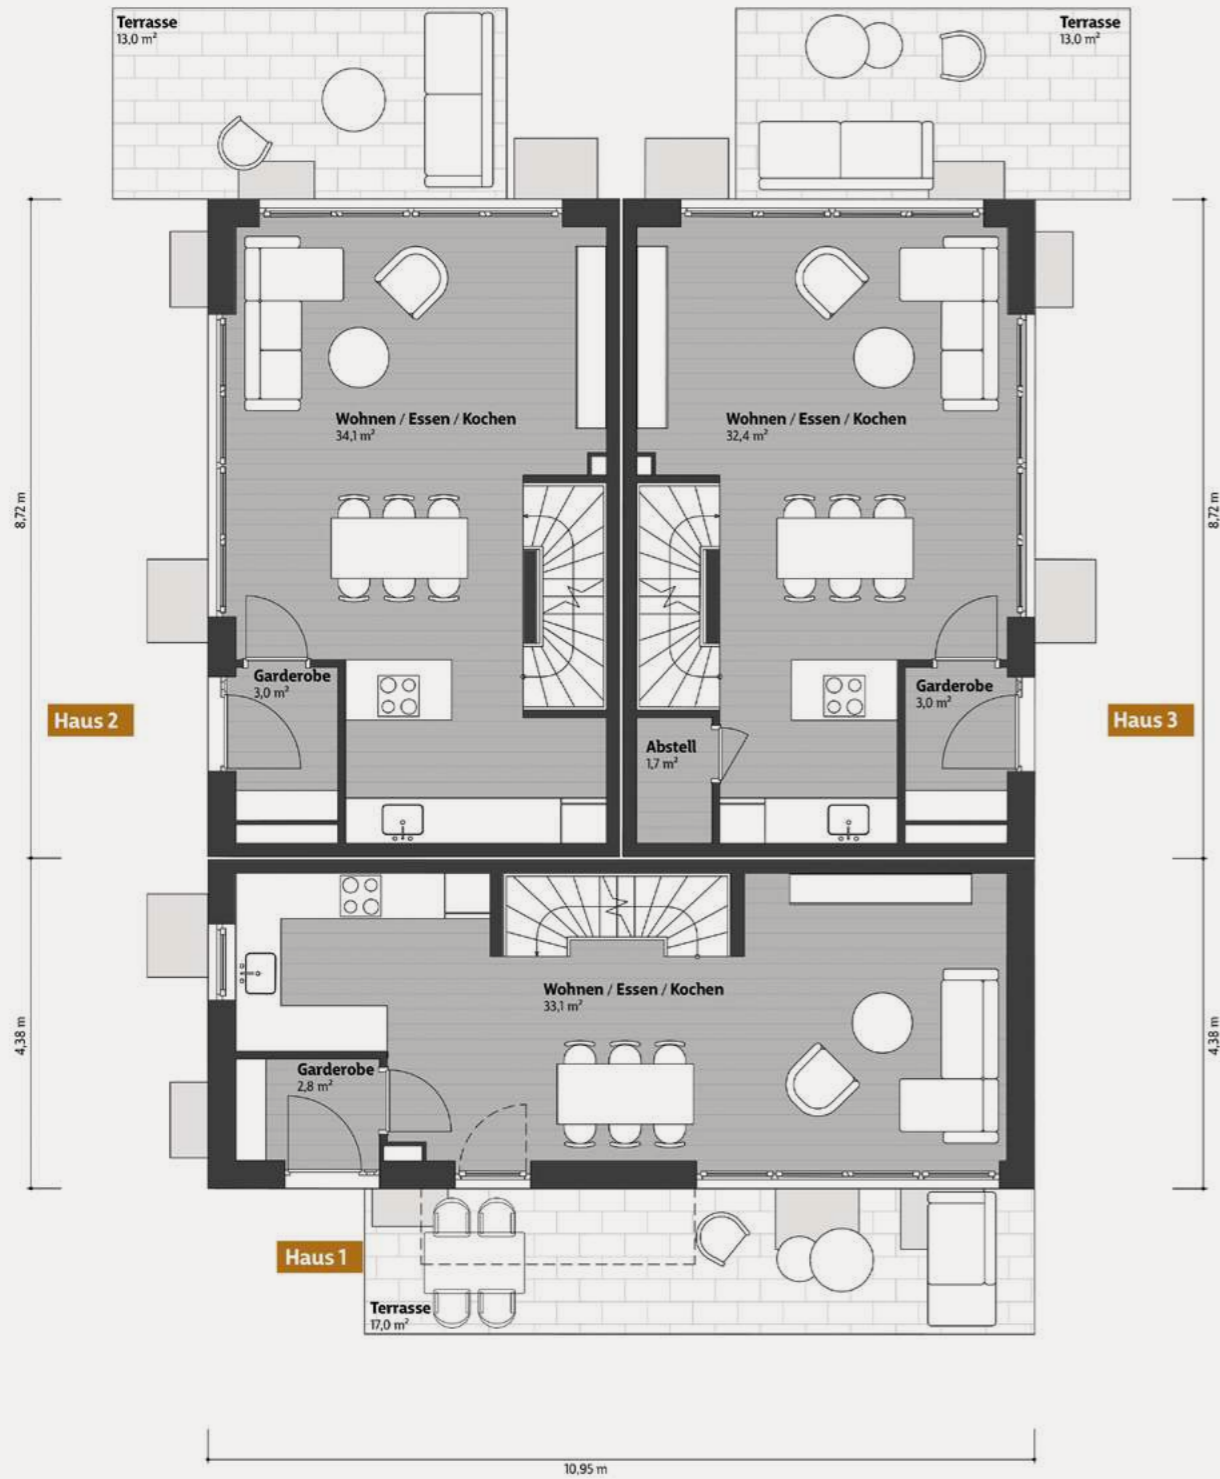 Terrasse
13,0 m²
Terrasse
13,0 m²
Wohnen / Essen / Kochen
34,1 m²
Wohnen / Essen / Kochen
32,4 m²
8,72 m
8,72 m
Garderobe
3,0 m²
Garderobe
3,0 m²
Haus 2
Haus 3
Abstell
1,7 m²
Wohnen / Essen / Kochen
33,1 m²
4,38 m
4,38 m
Garderobe
2,8 m²
Haus 1
Terrasse
17,0 m²
10,95 m